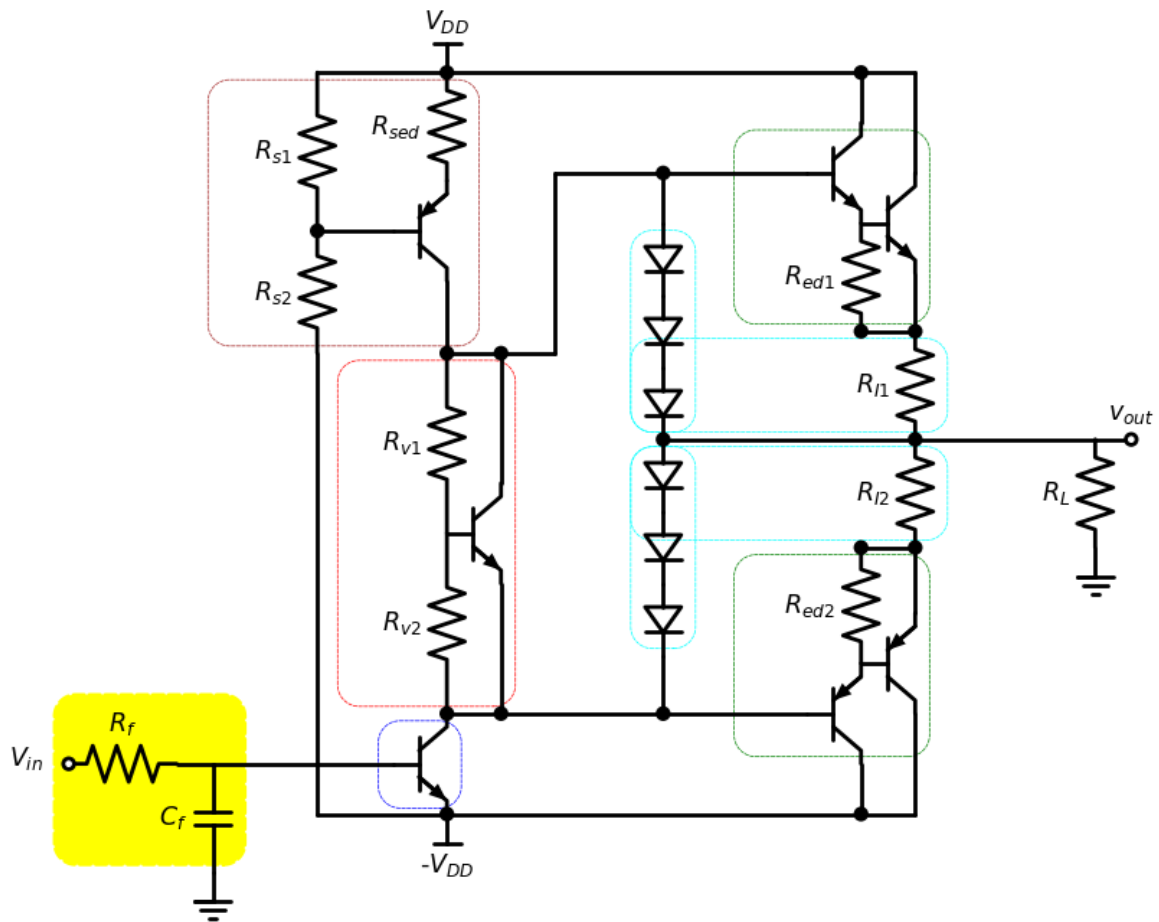 V_DD
R_sed
R_s1
R_s2
R_ed1
R_l1
v_out
R_v1
R_l2
R_L
R_ed2
R_v2
R_f
V_in
C_f
-V_DD